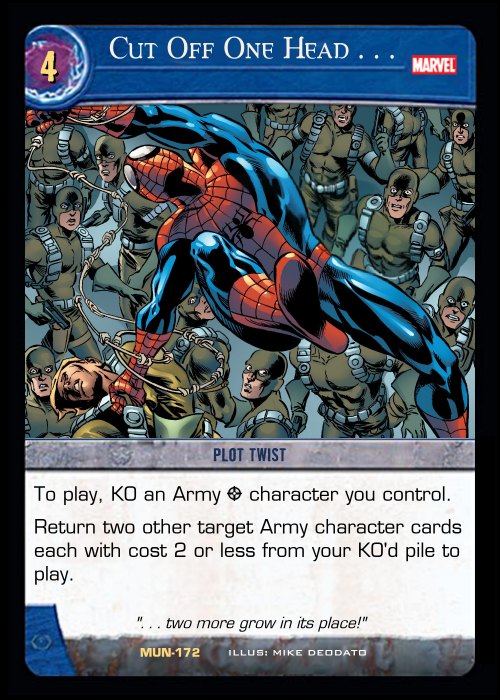 4
CUT OFF ONE HEAD . . .
MARVEL
PLOT TWIST
To play, KO an Army character you control.
Return two other target Army character cards
each with cost 2 or less from your KO'd pile to
play.
". . . two more grow in its place!"
MUN-172 ILLUS: MIKE DEODATO